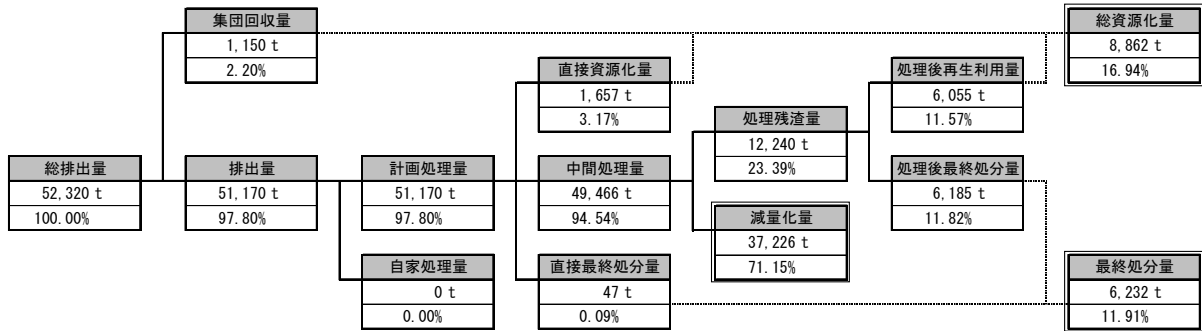 集団回収量
1,150 t
2.20%
総資源化量
8,862 t
16.94%
直接資源化量
1,657 t
3.17%
処理後再生利用量
6,055 t
11.57%
処理残渣量
12,240 t
23.39%
総排出量
52,320 t
100.00%
排出量
51,170 t
97.80%
計画処理量
51,170 t
97.80%
中間処理量
49,466 t
94.54%
処理後最終処分量
6,185 t
11.82%
減量化量
37,226 t
71.15%
自家処理量
0 t
0.00%
直接最終処分量
47 t
0.09%
最終処分量
6,232 t
11.91%